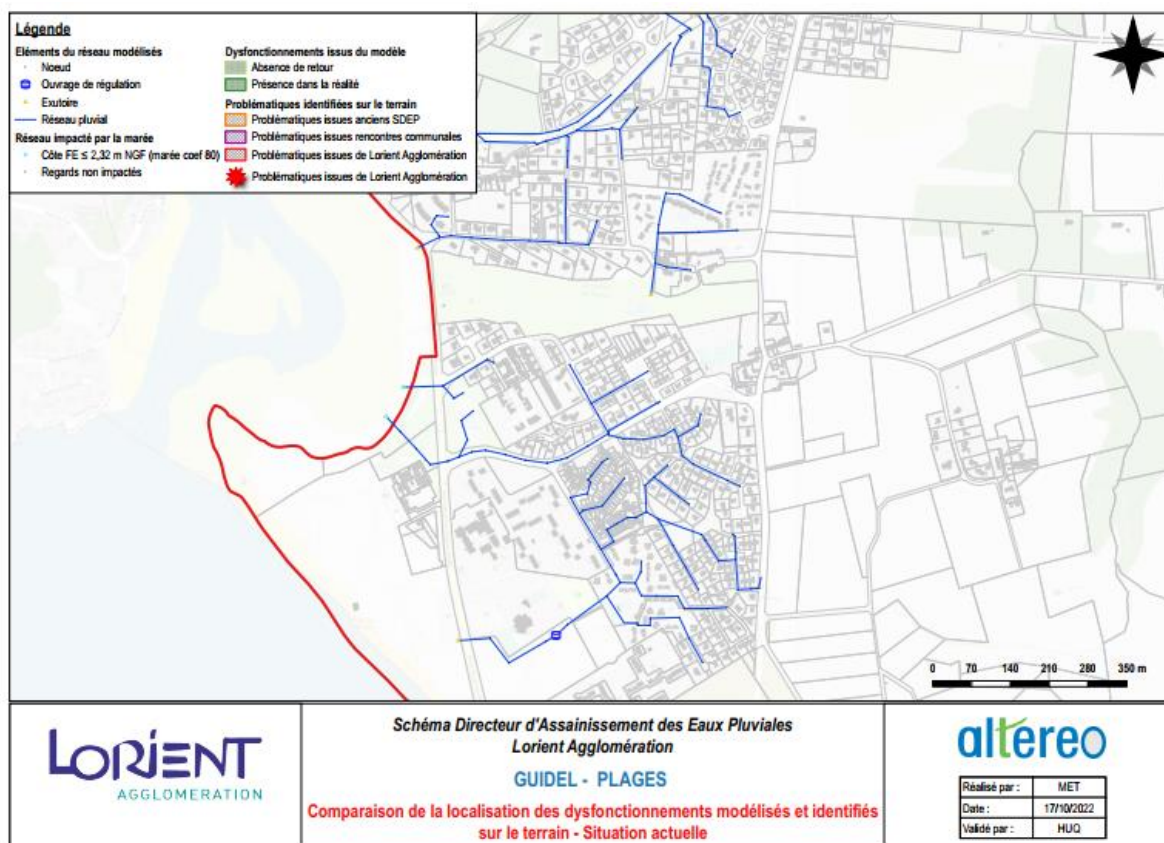 Légende
Eléments du réseau modélisés
Noeud
Ouvrage de régulation
Exutoire
Réseau pluvial
Réseau impacté par la marée
Côte FE ≤ 2,32 m NGF (marée coef 80)
Regards non impactés
Dysfonctionnements issus du modèle
Absence de retour
Présence dans la réalité
Problématiques identifiées sur le terrain
Problématiques issues anciens SDEP
Problématiques issues rencontres communales
Problématiques issues de Lorient Agglomération
Problématiques issues de Lorient Agglomération
0 70 140 210 280 350 m
LORIENT
AGGLOMERATION
Schéma Directeur d'Assainissement des Eaux Pluviales
Lorient Agglomération
GUIDEL - PLAGES
Comparaison de la localisation des dysfonctionnements modélisés et identifiés
sur le terrain - Situation actuelle
altereo
Réalisé par : MET
Date : 17/10/2022
Validé par : HUQ